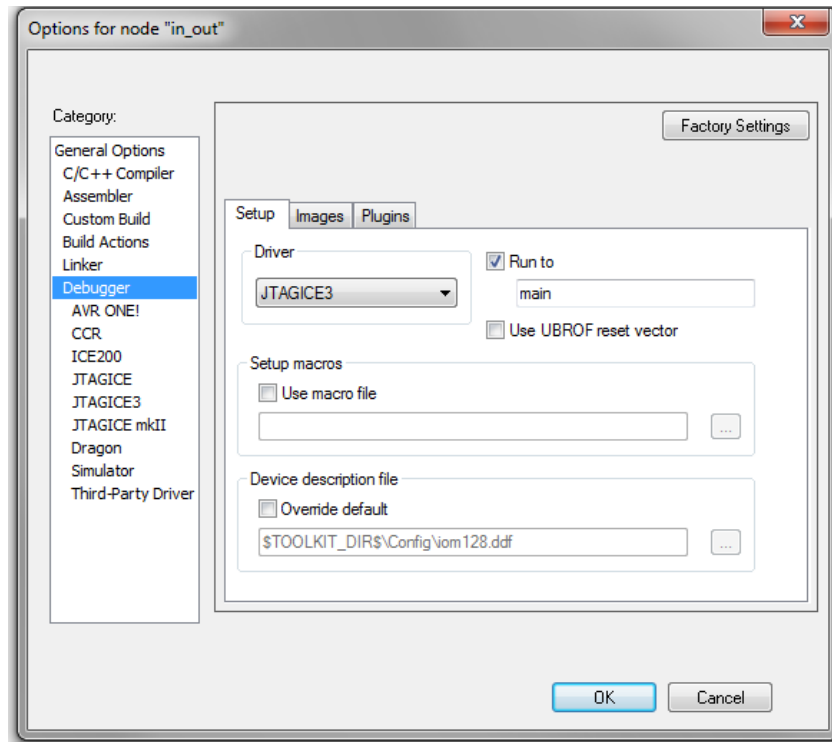 Options for node "in_out"
Category:
General Options
C/C++ Compiler
Assembler
Custom Build
Build Actions
Linker
Debugger
AVR ONE!
CCR
ICE200
JTAGICE
JTAGICE3
JTAGICE mkII
Dragon
Simulator
Third-Party Driver
Factory Settings
Setup Images Plugins
Driver
JTAGICE3
Run to
main
Use UBROF reset vector
Setup macros
Use macro file
...
Device description file
Override default
$TOOLKIT_DIR$\Config\iom128.ddf
...
OK Cancel